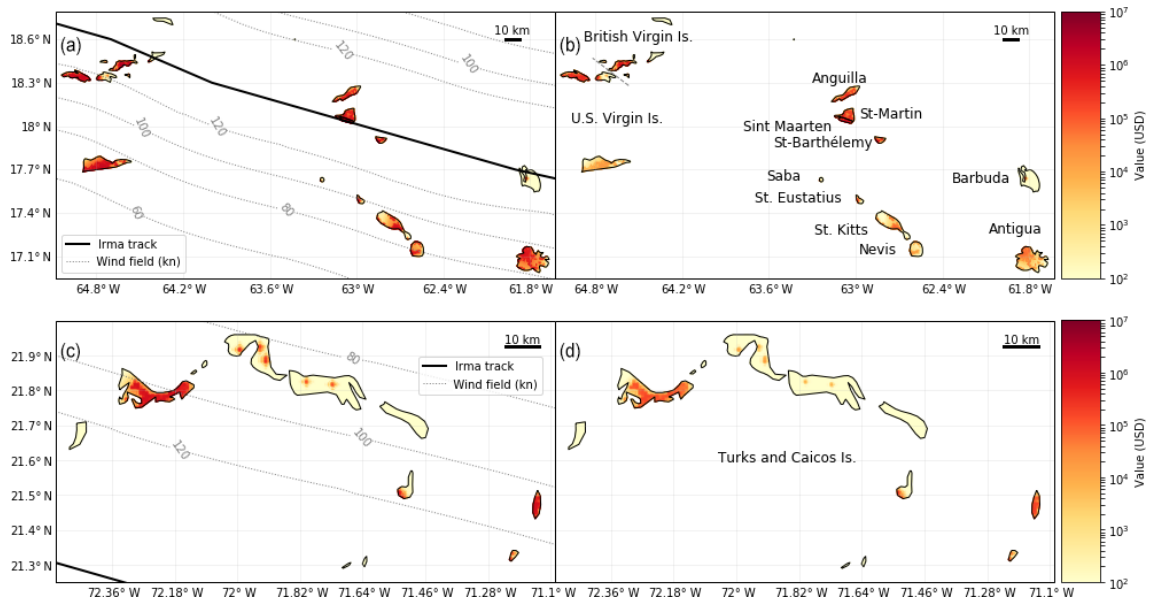 (a)
10 km
120
100
18.6° N
18.3° N
18° N
17.7° N
17.4° N
17.1° N
100
120
80
60
Irma track
Wind field (kn)
64.8° W 64.2° W 63.6° W 63° W 62.4° W 61.8° W
(b)
10 km
British Virgin Is.
Anguilla
U.S. Virgin Is.
St-Martin
Sint Maarten
St-Barthélemy
Saba
Barbuda
St. Eustatius
St. Kitts
Antigua
Nevis
64.8° W 64.2° W 63.6° W 63° W 62.4° W 61.8° W
10⁷
10⁶
10⁵
10⁴
10³
10²
Value (USD)
(c)
10 km
80
Irma track
Wind field (kn)
100
120
21.9° N
21.8° N
21.7° N
21.6° N
21.5° N
21.4° N
21.3° N
72.36° W 72.18° W 72° W 71.82° W 71.64° W 71.46° W 71.28° W 71.1° W
(d)
10 km
Turks and Caicos Is.
72.36° W 72.18° W 72° W 71.82° W 71.64° W 71.46° W 71.28° W 71.1° W
10⁷
10⁶
10⁵
10⁴
10³
10²
Value (USD)